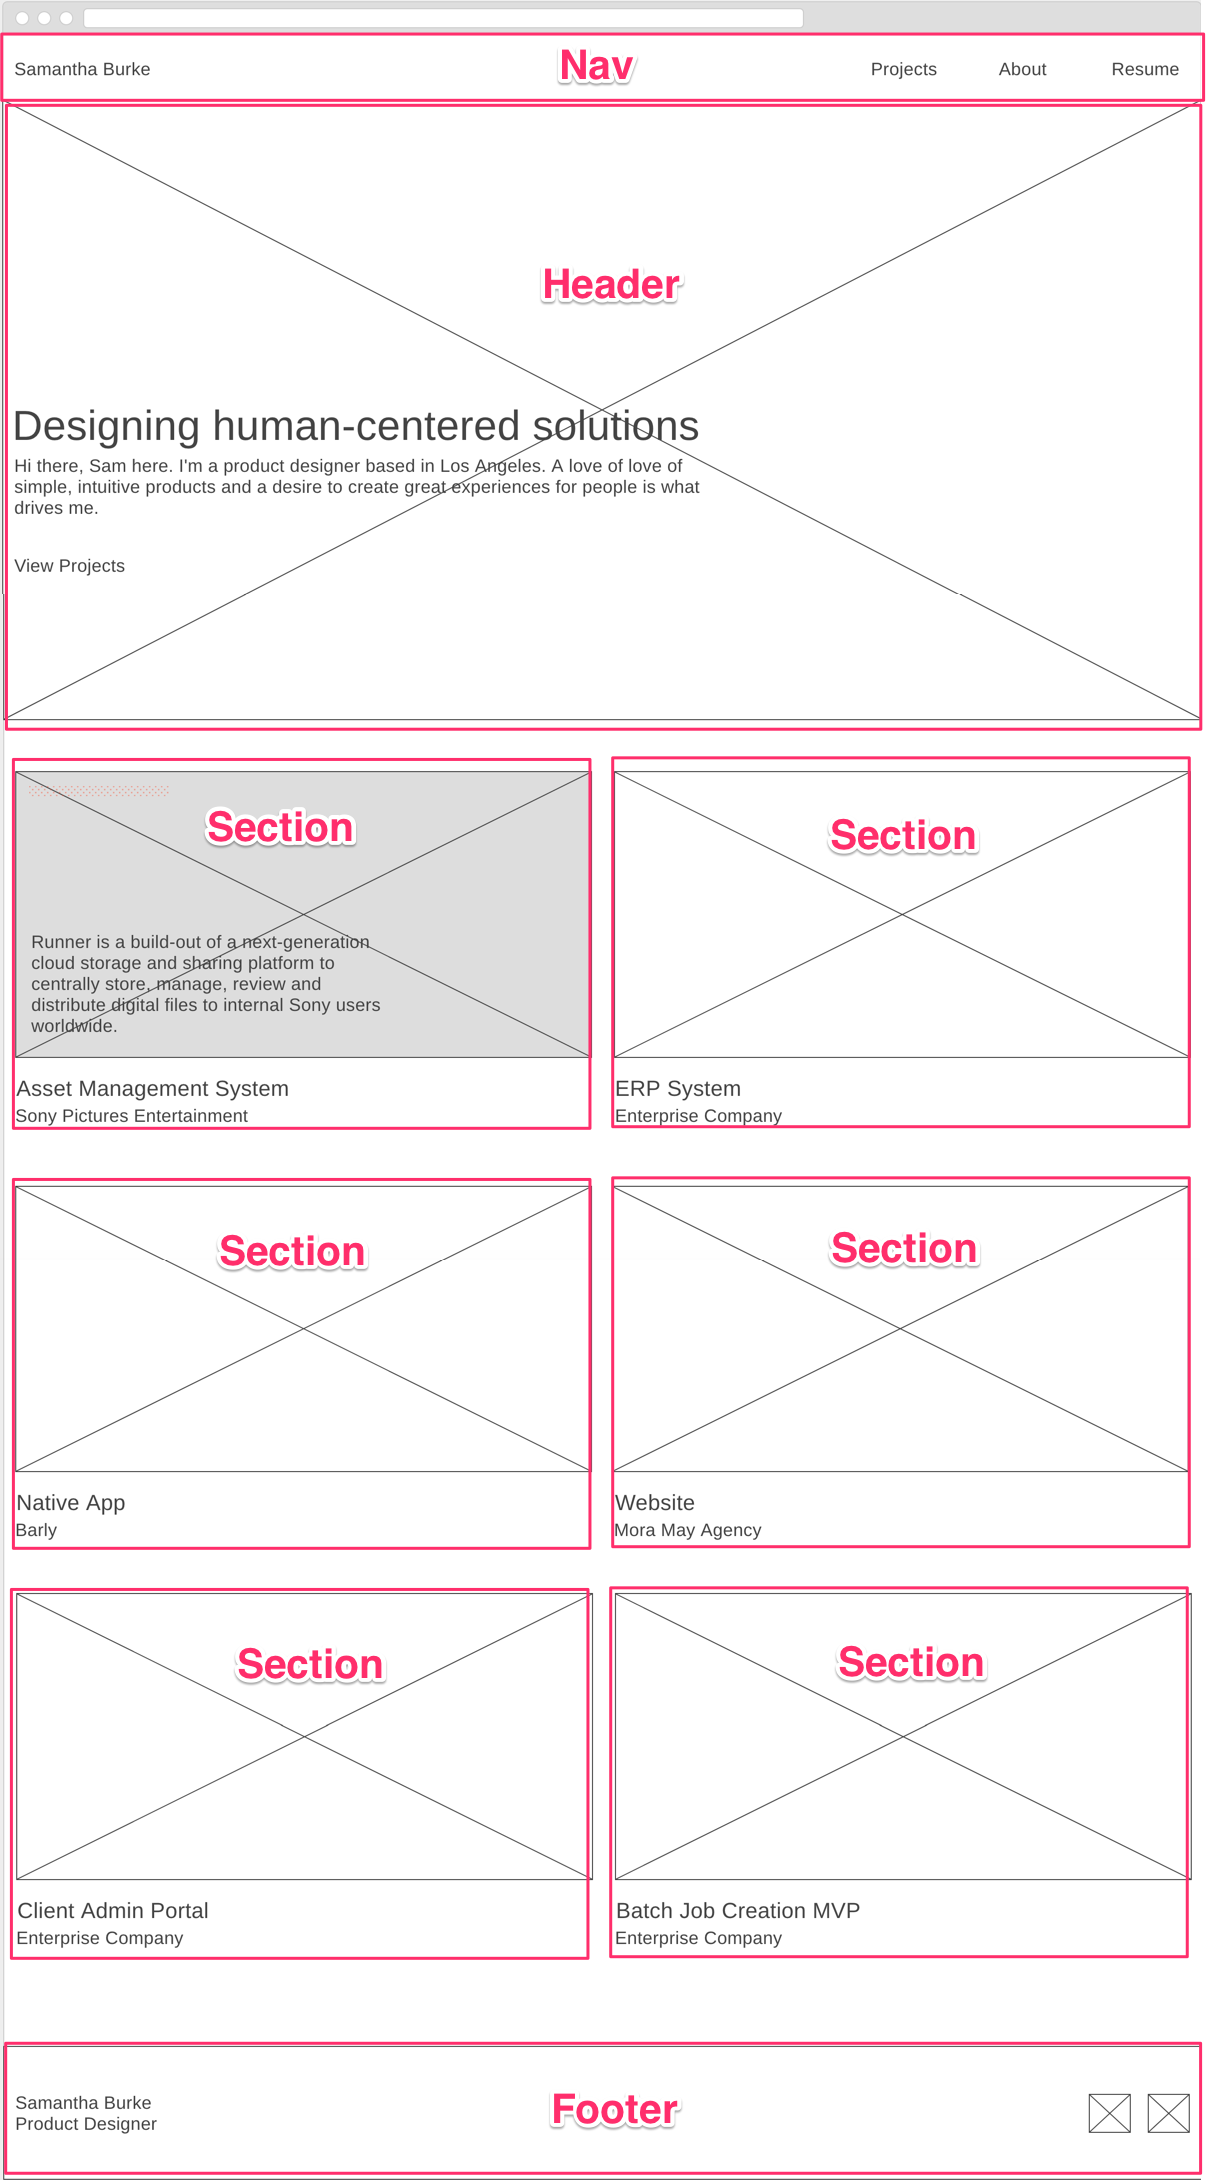 Samantha Burke
Nav
Projects
About
Resume
Header
Designing human-centered solutions
Hi there, Sam here. I'm a product designer based in Los Angeles. A love of love of
simple, intuitive products and a desire to create great experiences for people is what
drives me.
View Projects
Section
Runner is a build-out of a next-generation
cloud storage and sharing platform to
centrally store, manage, review and
distribute digital files to internal Sony users
worldwide.
Asset Management System
Sony Pictures Entertainment
Section
ERP System
Enterprise Company
Section
Native App
Barly
Section
Website
Mora May Agency
Section
Client Admin Portal
Enterprise Company
Section
Batch Job Creation MVP
Enterprise Company
Samantha Burke
Product Designer
Footer